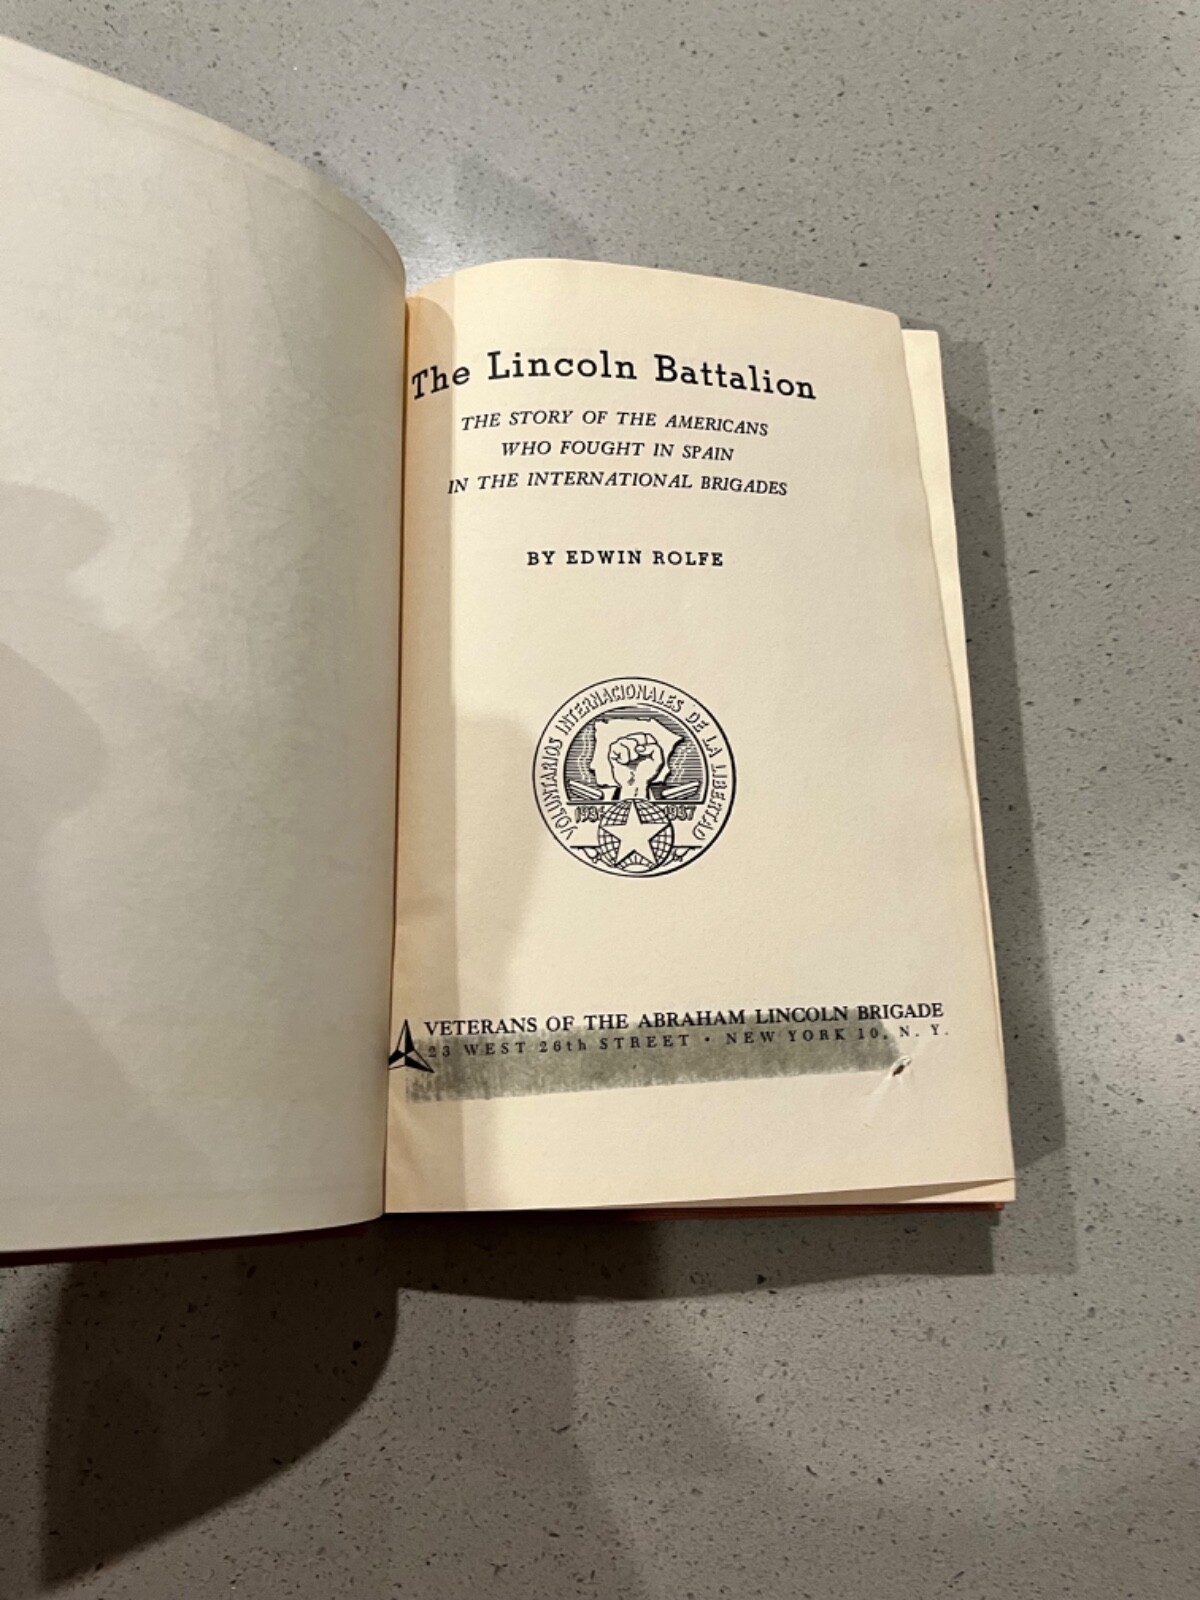 The Lincoln Battalion
THE STORY OF THE AMERICANS
WHO FOUGHT IN SPAIN
IN THE INTERNATIONAL BRIGADES
BY EDWIN ROLFE
VOLUNTARIOS INTERNACIONALES DE LA LIBERTAD
1936 1937
VETERANS OF THE ABRAHAM LINCOLN BRIGADE
23 WEST 26th STREET • NEW YORK 10, N. Y.